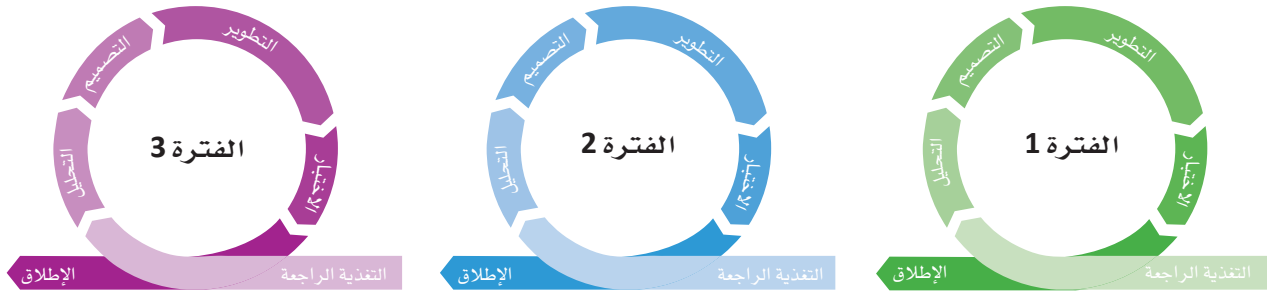 الفترة 1
التغذية الراجعة
التحليل
التصميم
التطوير
الاختبار
الإطلاق
الفترة 2
التغذية الراجعة
التحليل
التصميم
التطوير
الاختبار
الإطلاق
الفترة 3
التغذية الراجعة
التحليل
التصميم
التطوير
الاختبار
الإطلاق